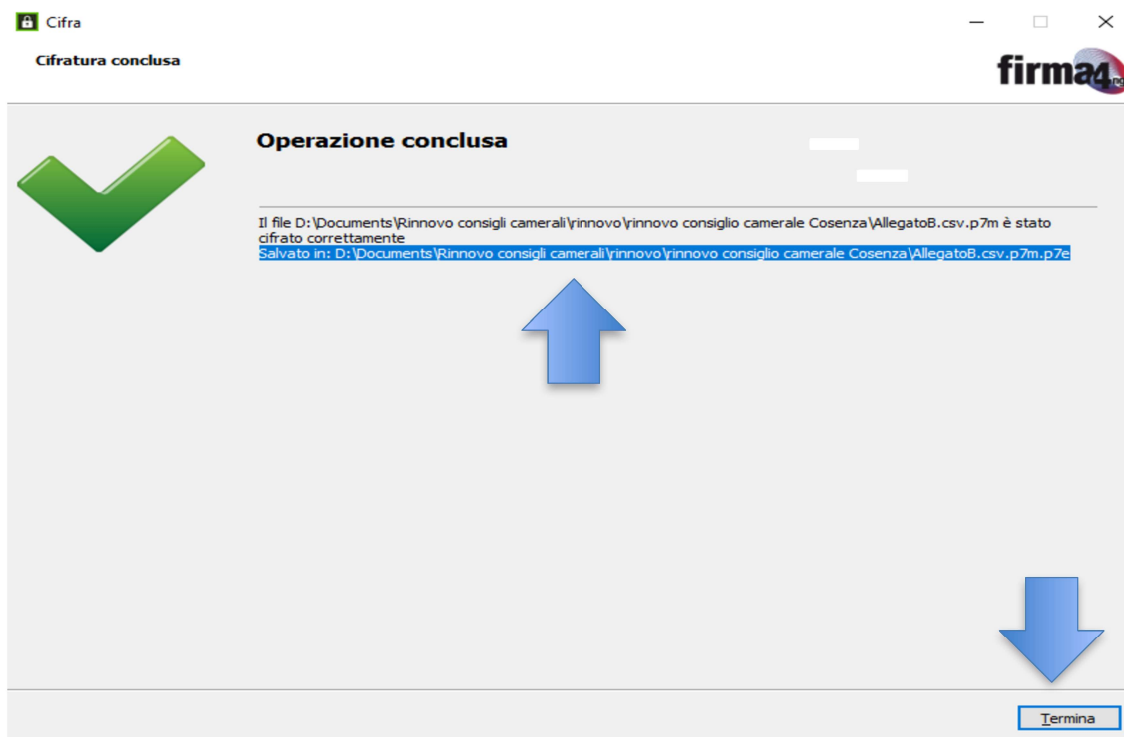 Cifra
Cifratura conclusa
firma4ng
Operazione conclusa
Il file D:\Documents\Rinnovo consigli camerali\rinnovo\rinnovo consiglio camerale Cosenza\AllegatoB.csv.p7m è stato
cifrato correttamente
Salvato in: D:\Documents\Rinnovo consigli camerali\rinnovo\rinnovo consiglio camerale Cosenza\AllegatoB.csv.p7m.p7e
Termina